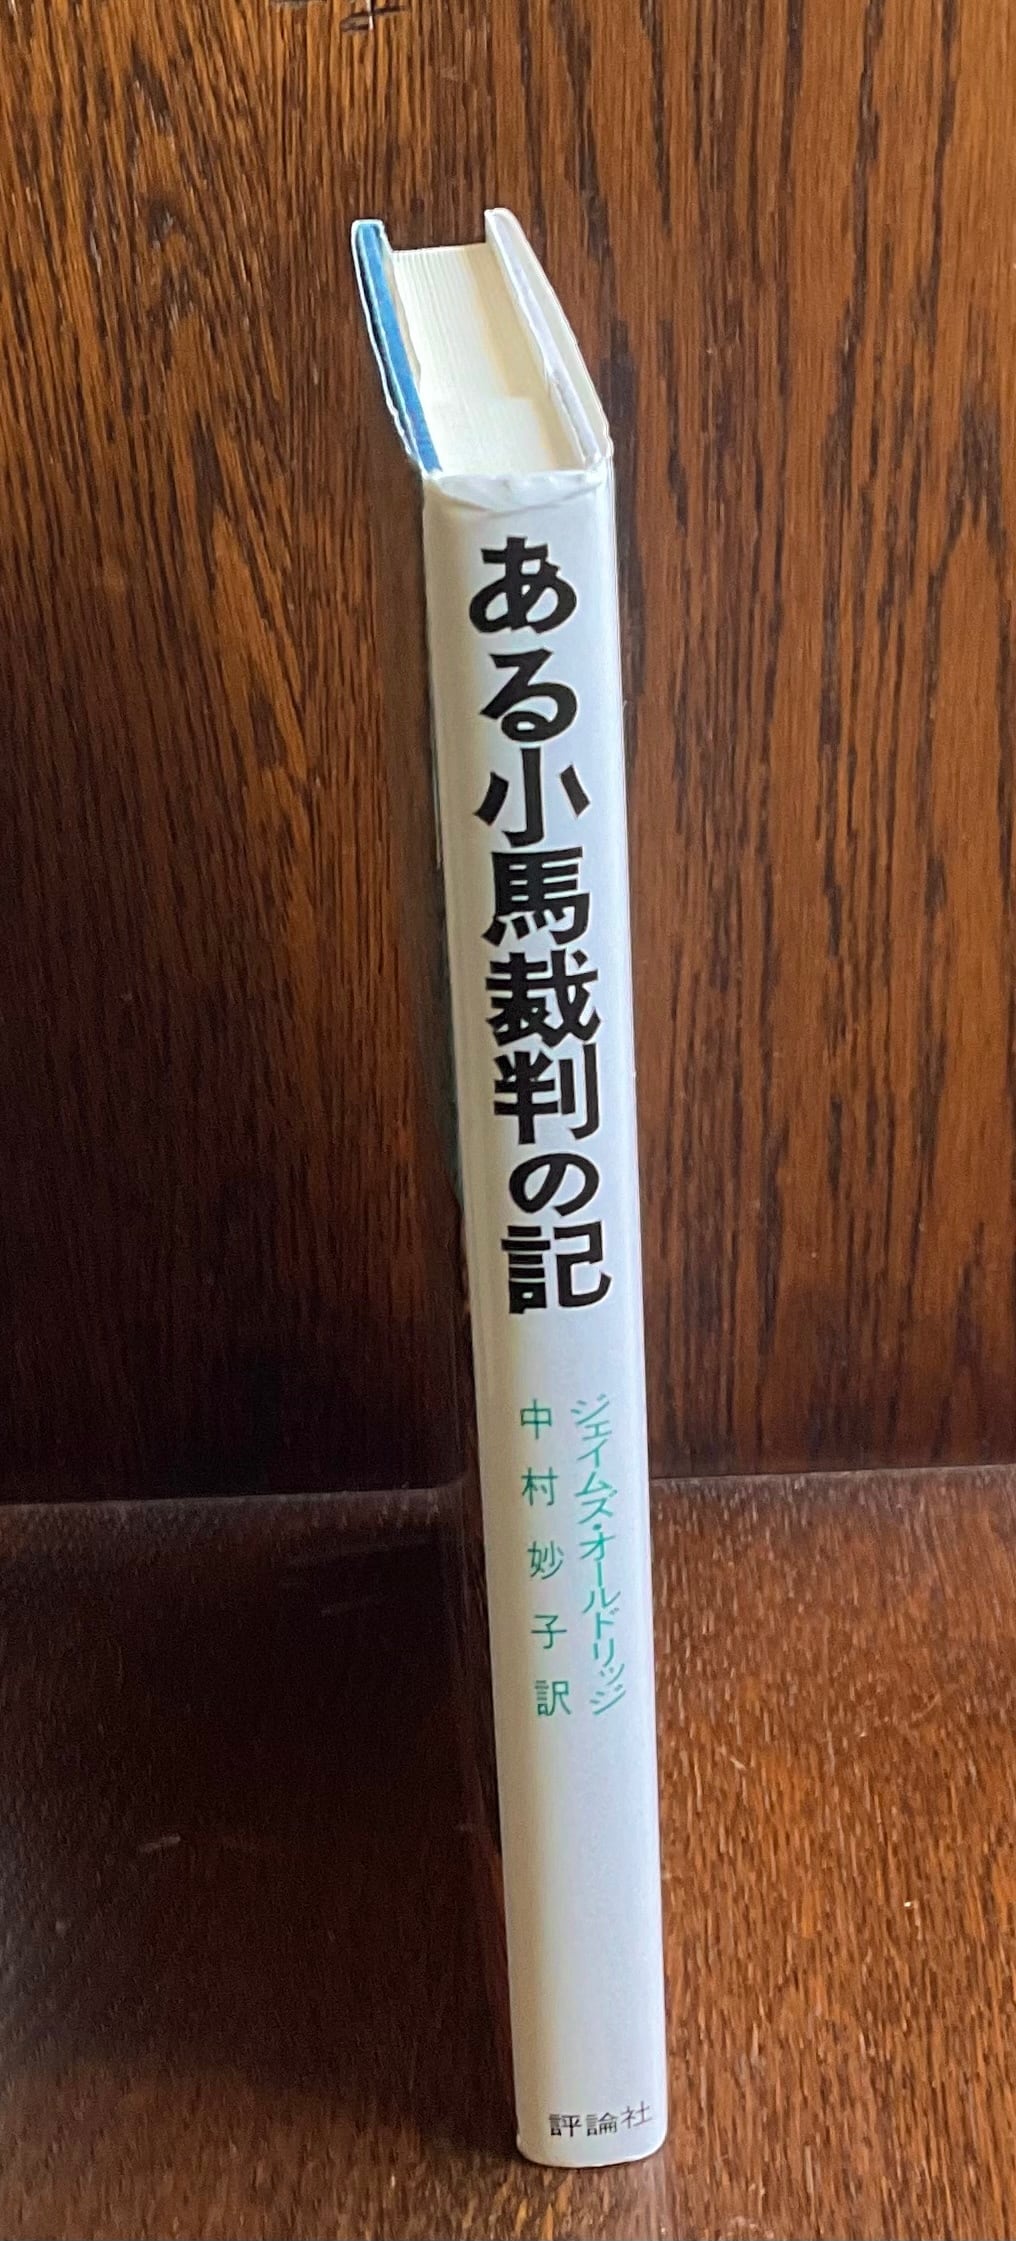 ある小馬裁判の記
ジェイムズ・オールドリッジ
中村妙子訳
評論社